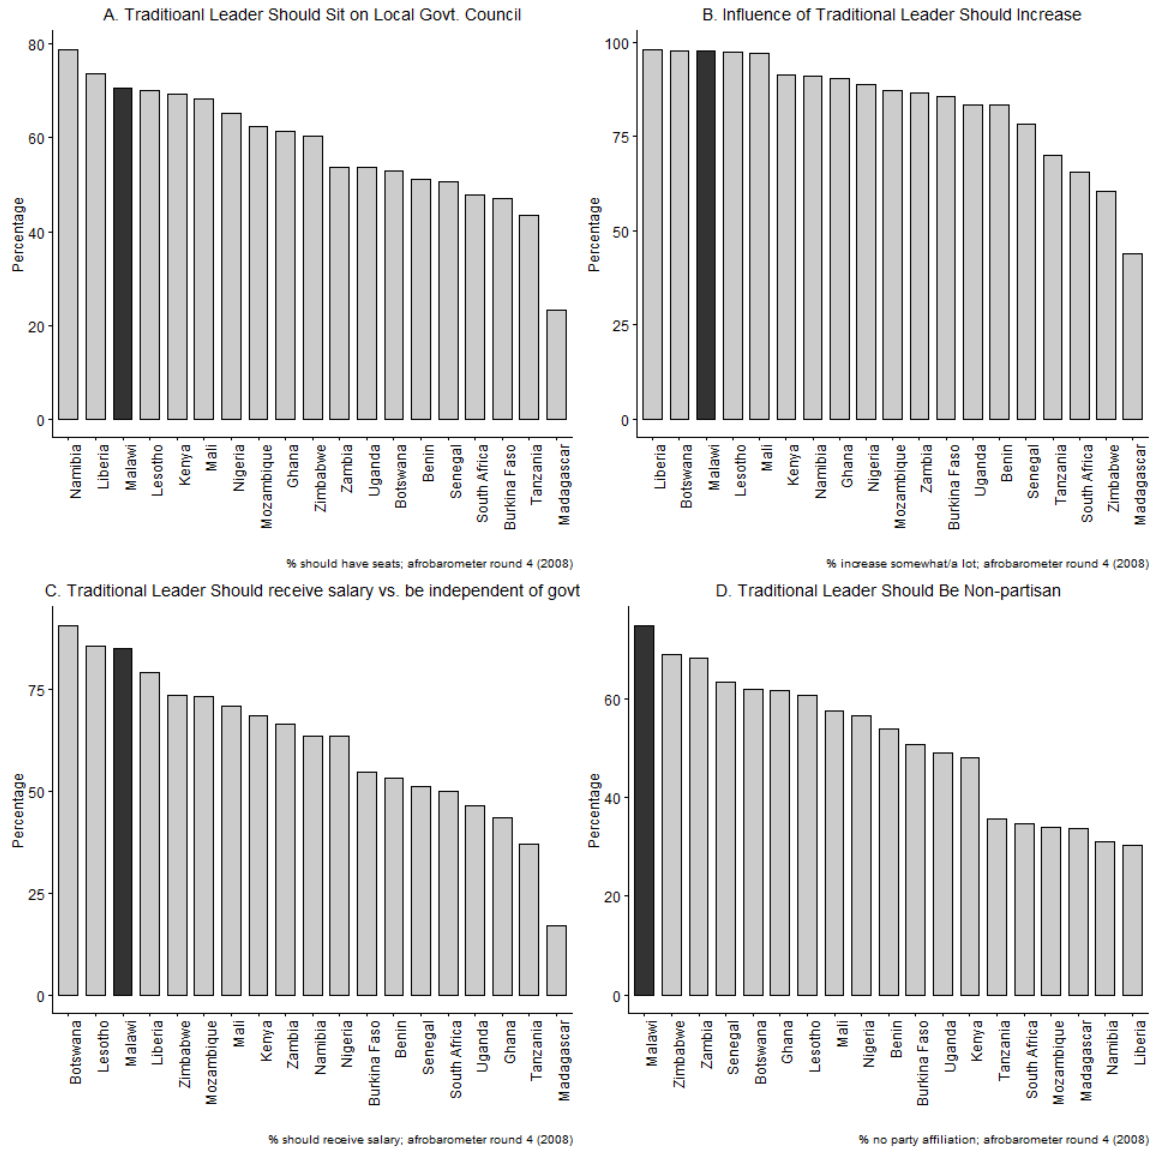 A. Traditioanl Leader Should Sit on Local Govt. Council
Percentage
80
60
40
20
0
Namibia
Liberia
Malawi
Lesotho
Kenya
Mali
Nigeria
Mozambique
Ghana
Zimbabwe
Zambia
Uganda
Botswana
Benin
Senegal
South Africa
Burkina Faso
Tanzania
Madagascar
% should have seats; afrobarometer round 4 (2008)
B. Influence of Traditional Leader Should Increase
Percentage
100
75
50
25
0
Liberia
Botswana
Malawi
Lesotho
Mali
Kenya
Namibia
Ghana
Nigeria
Mozambique
Zambia
Burkina Faso
Uganda
Benin
Senegal
Tanzania
South Africa
Zimbabwe
Madagascar
% increase somewhat/a lot; afrobarometer round 4 (2008)
C. Traditional Leader Should receive salary vs. be independent of govt
Percentage
75
50
25
0
Botswana
Lesotho
Malawi
Liberia
Zimbabwe
Mozambique
Mali
Kenya
Zambia
Namibia
Nigeria
Burkina Faso
Benin
Senegal
South Africa
Uganda
Ghana
Tanzania
Madagascar
% should receive salary; afrobarometer round 4 (2008)
D. Traditional Leader Should Be Non-partisan
Percentage
60
40
20
0
Malawi
Zimbabwe
Zambia
Senegal
Botswana
Ghana
Lesotho
Mali
Nigeria
Benin
Burkina Faso
Uganda
Kenya
Tanzania
South Africa
Mozambique
Madagascar
Namibia
Liberia
% no party affiliation; afrobarometer round 4 (2008)